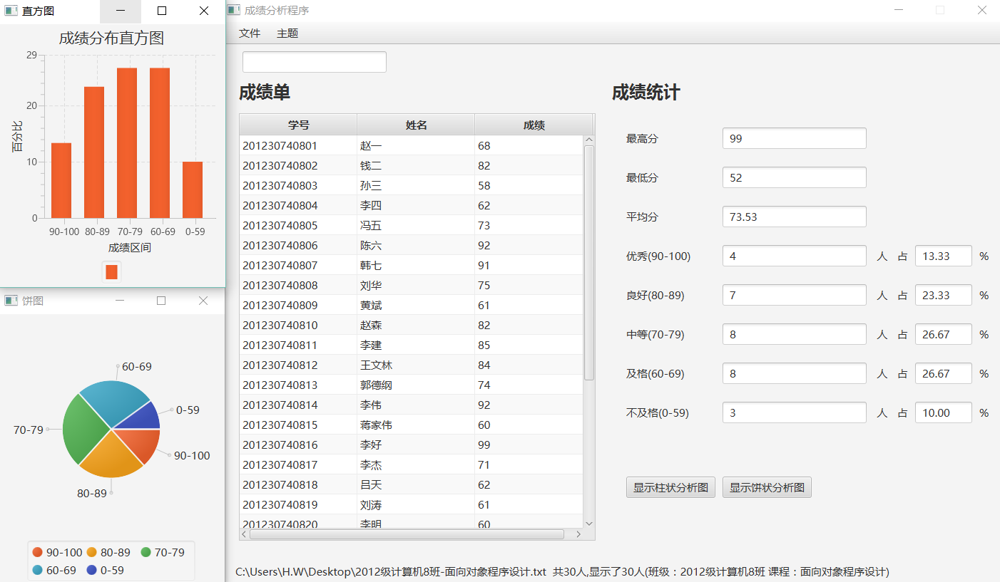 直方图
成绩分布直方图
29
20
10
0
百分比
90-100 80-89 70-79 60-69 0-59
成绩区间
饼图
60-69
0-59
70-79
90-100
80-89
90-100 80-89 70-79
60-69 0-59
成绩分析程序
文件 主题
成绩单
学号 姓名 成绩
201230740801 赵一 68
201230740802 钱二 82
201230740803 孙三 58
201230740804 李四 62
201230740805 冯五 73
201230740806 陈六 92
201230740807 韩七 91
201230740808 刘华 75
201230740809 黄斌 61
201230740810 赵森 82
201230740811 李建 85
201230740812 王文林 84
201230740813 郭德纲 74
201230740814 李伟 92
201230740815 蒋家伟 60
201230740816 李好 99
201230740817 李杰 71
201230740818 吕天 62
201230740819 刘涛 61
201230740820 李明 60
成绩统计
最高分 99
最低分 52
平均分 73.53
优秀(90-100) 4 人 占 13.33 %
良好(80-89) 7 人 占 23.33 %
中等(70-79) 8 人 占 26.67 %
及格(60-69) 8 人 占 26.67 %
不及格(0-59) 3 人 占 10.00 %
显示柱状分析图 显示饼状分析图
C:\Users\H.W\Desktop\2012级计算机8班-面向对象程序设计.txt 共30人,显示了30人(班级：2012级计算机8班 课程：面向对象程序设计)